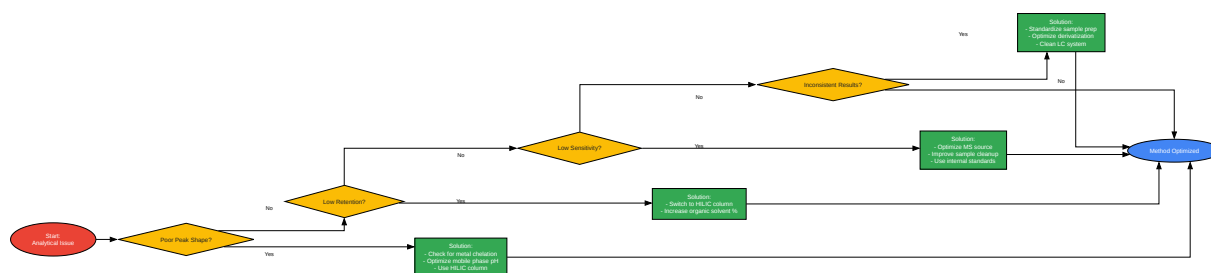 Start:
Analytical Issue
Poor Peak Shape?
Yes
No
Solution:
- Check for metal chelation
- Optimize mobile phase pH
- Use HILIC column
Low Retention?
Yes
No
Solution:
- Switch to HILIC column
- Increase organic solvent %
Low Sensitivity?
Yes
No
Solution:
- Optimize MS source
- Improve sample cleanup
- Use internal standards
Inconsistent Results?
Yes
No
Solution:
- Standardize sample prep
- Optimize derivatization
- Clean LC system
Method Optimized